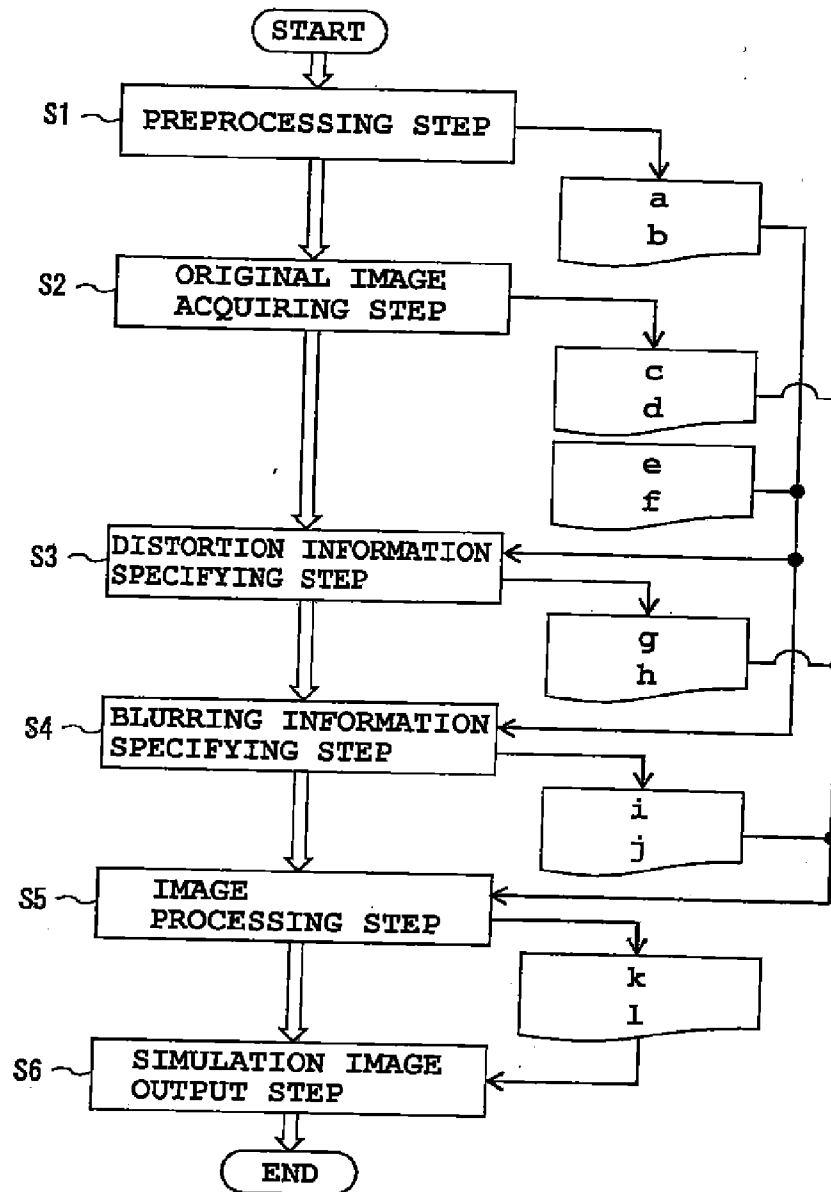 START
S1
PREPROCESSING STEP
a
b
S2
ORIGINAL IMAGE
ACQUIRING STEP
c
d
e
f
S3
DISTORTION INFORMATION
SPECIFYING STEP
g
h
S4
BLURRING INFORMATION
SPECIFYING STEP
i
j
S5
IMAGE
PROCESSING STEP
k
l
S6
SIMULATION IMAGE
OUTPUT STEP
END